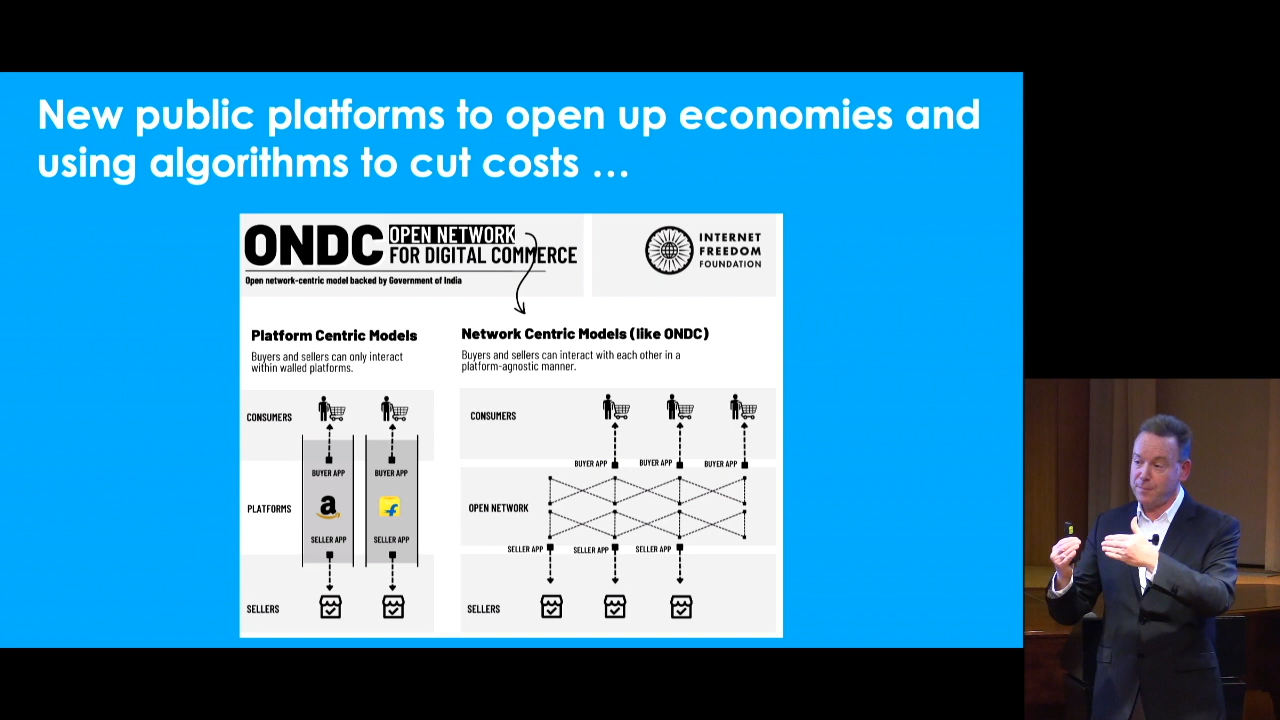 New public platforms to open up economies and
using algorithms to cut costs ...
ONDC OPEN NETWORK
FOR DIGITAL COMMERCE
Open network-centric model backed by Government of India
INTERNET
FREEDOM
FOUNDATION
Platform Centric Models
Buyers and sellers can only interact
within walled platforms.
CONSUMERS
BUYER APP
BUYER APP
PLATFORMS
a
f
SELLER APP
SELLER APP
SELLERS
Network Centric Models (like ONDC)
Buyers and sellers can interact with each other in a
platform-agnostic manner.
CONSUMERS
BUYER APP
BUYER APP
BUYER APP
OPEN NETWORK
SELLER APP
SELLER APP
SELLER APP
SELLERS